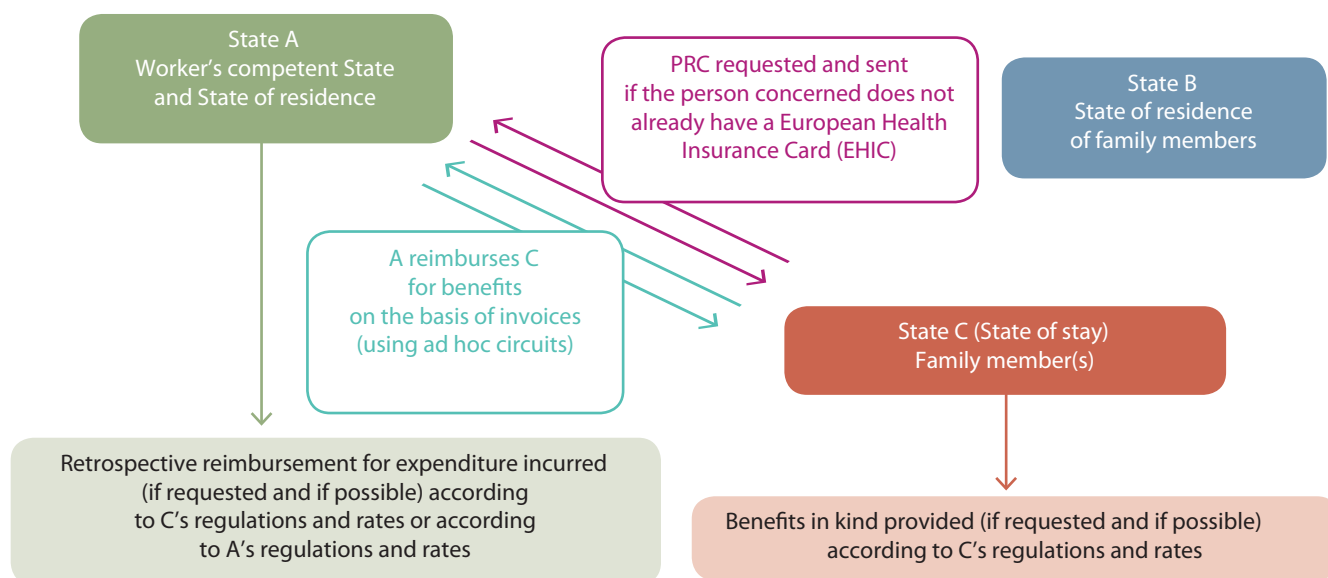 State A
Worker's competent State
and State of residence
PRC requested and sent
if the person concerned does not
already have a European Health
Insurance Card (EHIC)
State B
State of residence
of family members
A reimburses C
for benefits
on the basis of invoices
(using ad hoc circuits)
State C (State of stay)
Family member(s)
Retrospective reimbursement for expenditure incurred
(if requested and if possible) according
to C's regulations and rates or according
to A's regulations and rates
Benefits in kind provided (if requested and if possible)
according to C's regulations and rates